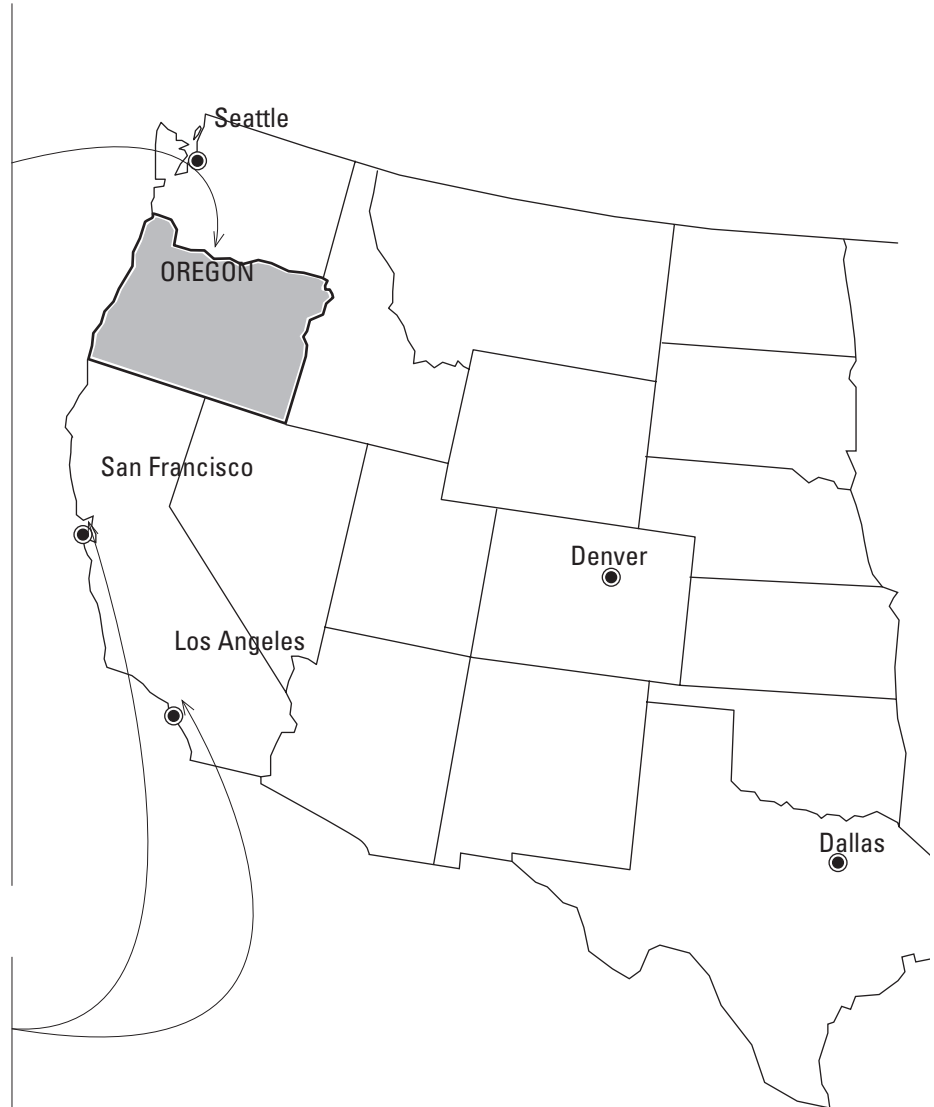 Seattle
OREGON
San Francisco
Denver
Los Angeles
Dallas